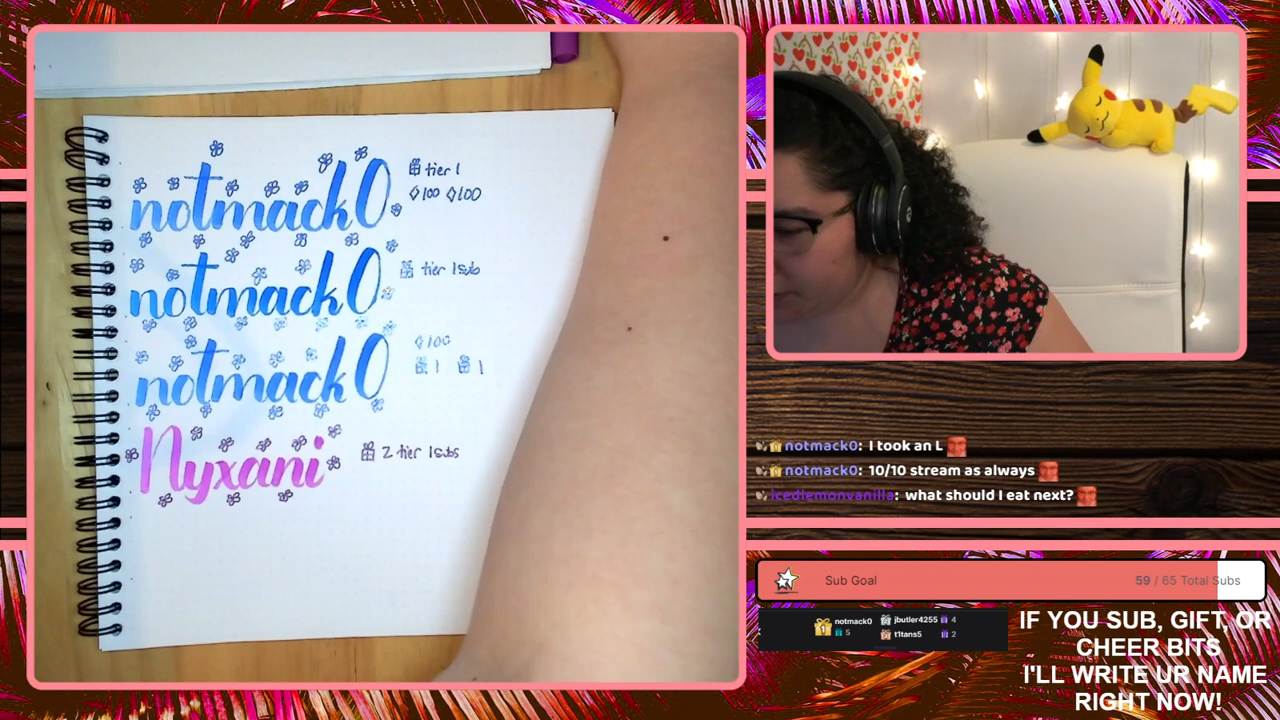 notmack0
tier 1
100 100
notmack0
tier 1 sub
notmack0
100
1 1
Nyxani
2 tier 1 subs
notmack0: I took an L
notmack0: 10/10 stream as always
icedlemonvanilla: what should I eat next?
Sub Goal
59 / 65 Total Subs
1 notmack0 5
jbutler4255 4
t1tans5 2
IF YOU SUB, GIFT, OR
CHEER BITS
I'LL WRITE UR NAME
RIGHT NOW!